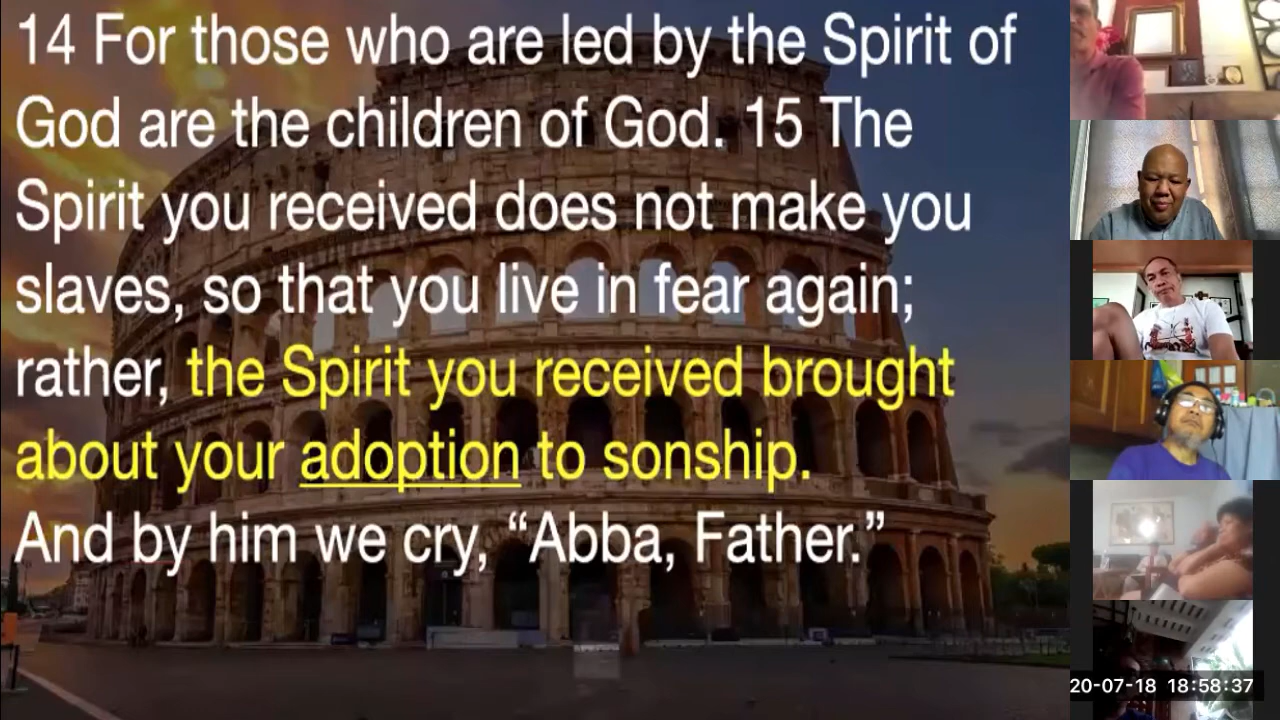 14 For those who are led by the Spirit of
God are the children of God. 15 The
Spirit you received does not make you
slaves, so that you live in fear again;
rather, the Spirit you received brought
about your adoption to sonship.
And by him we cry, “Abba, Father.”
20-07-18 18:58:37